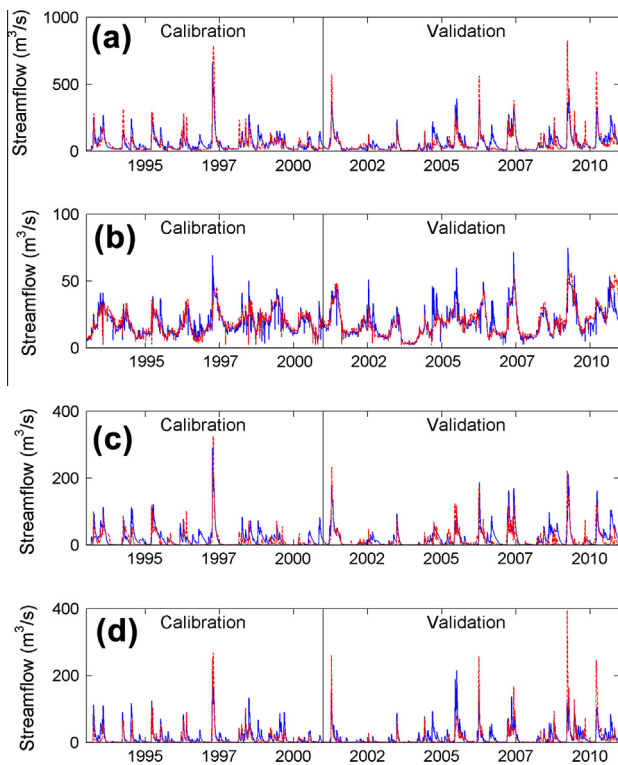 (a) Calibration Validation
Streamflow (m³/s)
1000
500
0
1995 1997 2000 2002 2005 2007 2010
(b) Calibration Validation
Streamflow (m³/s)
100
50
0
1995 1997 2000 2002 2005 2007 2010
(c) Calibration Validation
Streamflow (m³/s)
400
200
0
1995 1997 2000 2002 2005 2007 2010
(d) Calibration Validation
Streamflow (m³/s)
400
200
0
1995 1997 2000 2002 2005 2007 2010